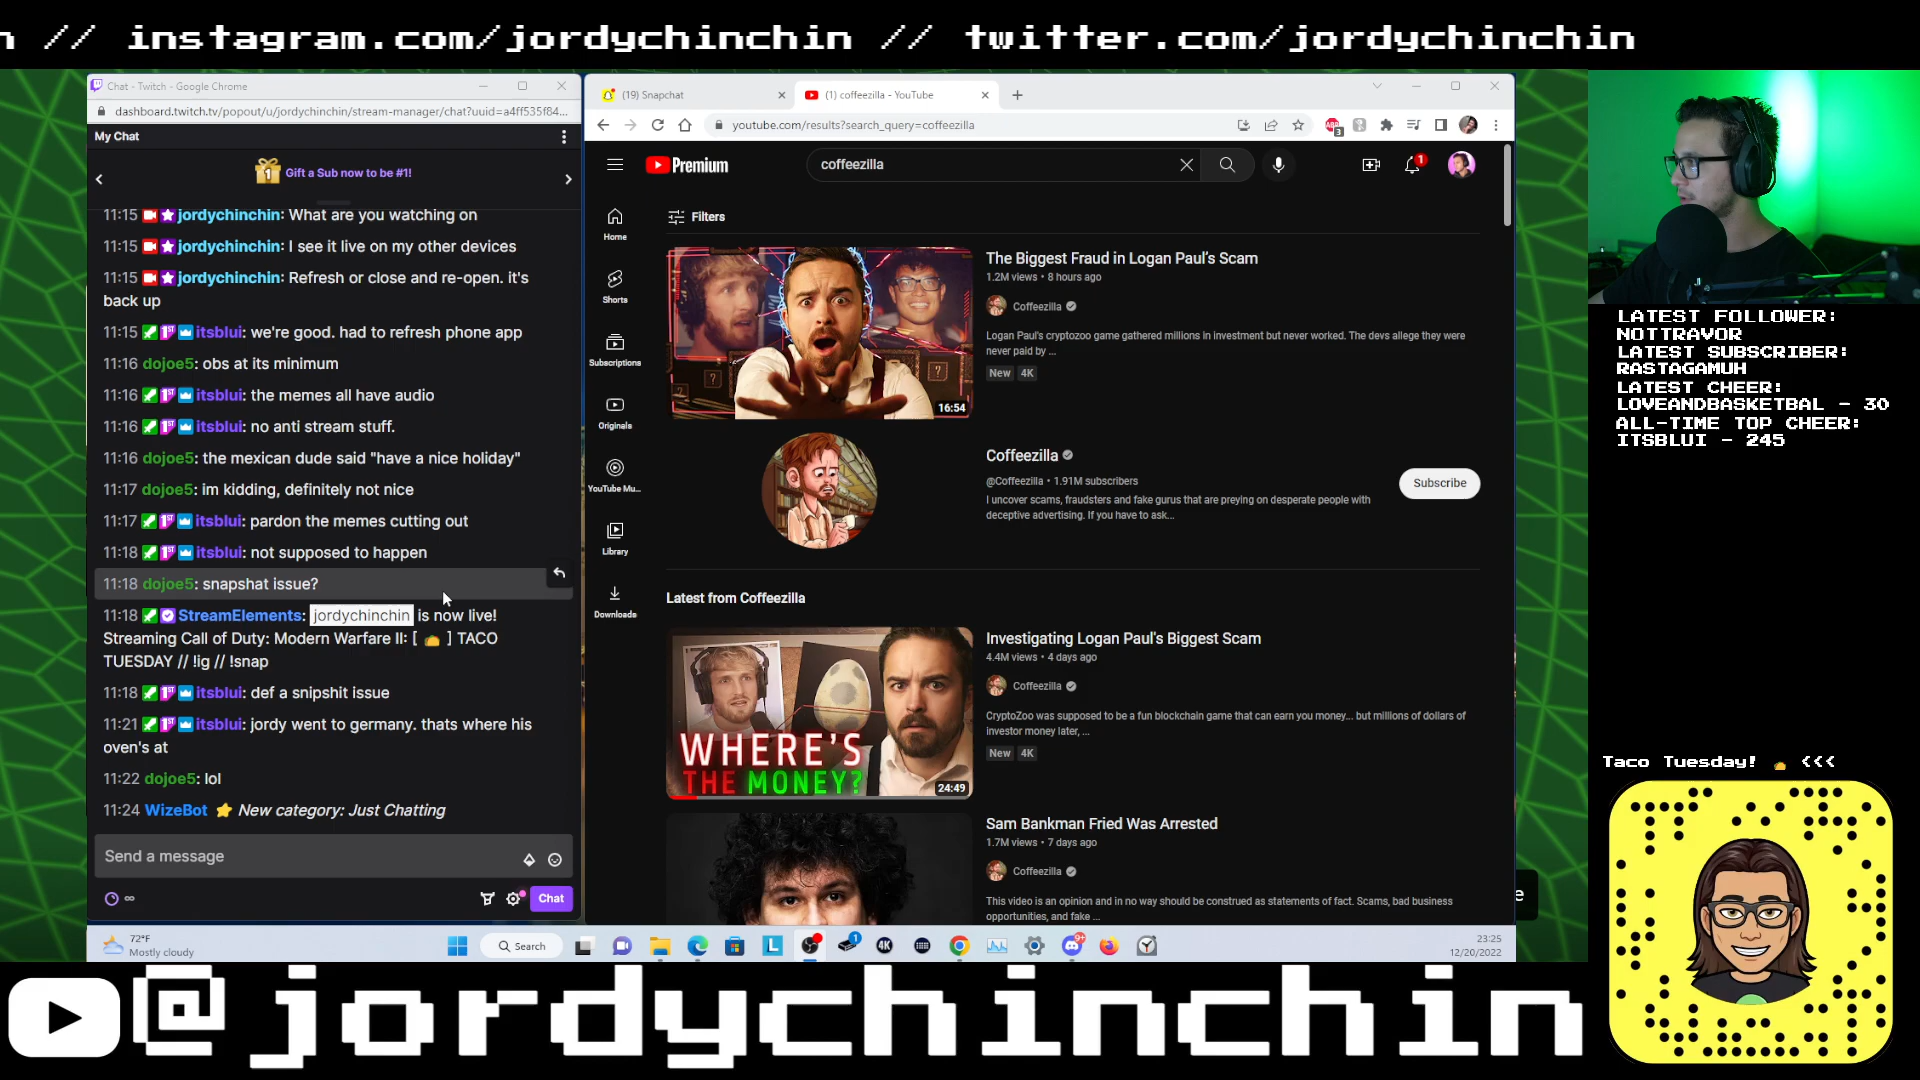 n // instagram.com/jordychinchin // twitter.com/jordychinchin
Chat - Twitch - Google Chrome
dashboard.twitch.tv/popout/u/jordychinchin/stream-manager/chat?uuid=a4ff535f84...
My Chat
1 Gift a Sub now to be #1!
11:15 jordychinchin: What are you watching on
11:15 jordychinchin: I see it live on my other devices
11:15 jordychinchin: Refresh or close and re-open. it's
back up
11:15 itsblui: we're good. had to refresh phone app
11:16 dojoe5: obs at its minimum
11:16 itsblui: the memes all have audio
11:16 itsblui: no anti stream stuff.
11:16 dojoe5: the mexican dude said "have a nice holiday"
11:17 dojoe5: im kidding, definitely not nice
11:17 itsblui: pardon the memes cutting out
11:18 itsblui: not supposed to happen
11:18 dojoe5: snapshat issue?
11:18 StreamElements: jordychinchin is now live!
Streaming Call of Duty: Modern Warfare II: [ 🌮 ] TACO
TUESDAY // !ig // !snap
11:18 itsblui: def a snipshit issue
11:21 itsblui: jordy went to germany. thats where his
oven's at
11:22 dojoe5: lol
11:24 WizeBot ⭐ New category: Just Chatting
Send a message
∞
Chat
(19) Snapchat
(1) coffeezilla - YouTube
youtube.com/results?search_query=coffeezilla
3
Premium
coffeezilla
1
Home
Shorts
Subscriptions
Originals
YouTube Mu...
Library
Downloads
Filters
16:54
The Biggest Fraud in Logan Paul's Scam
1.2M views • 8 hours ago
Coffeezilla
Logan Paul's cryptozoo game gathered millions in investment but never worked. The devs allege they were
never paid by ...
New 4K
Coffeezilla
@Coffeezilla • 1.91M subscribers
I uncover scams, fraudsters and fake gurus that are preying on desperate people with
deceptive advertising. If you have to ask...
Subscribe
Latest from Coffeezilla
WHERE'S
THE MONEY?
24:49
Investigating Logan Paul's Biggest Scam
4.4M views • 4 days ago
Coffeezilla
CryptoZoo was supposed to be a fun blockchain game that can earn you money... but millions of dollars of
investor money later, ...
New 4K
Sam Bankman Fried Was Arrested
1.7M views • 7 days ago
Coffeezilla
This video is an opinion and in no way should be construed as statements of fact. Scams, bad business
opportunities, and fake ...
e
72°F
Mostly cloudy
Search
L
1
4K
9+
23:25
12/20/2022
LATEST FOLLOWER:
NOTTRAVOR
LATEST SUBSCRIBER:
RASTAGAMUH
LATEST CHEER:
LOVEANDBASKETBAL - 30
ALL-TIME TOP CHEER:
ITSBLUI - 245
Taco Tuesday! 🌮 <<<
@jordychinchin